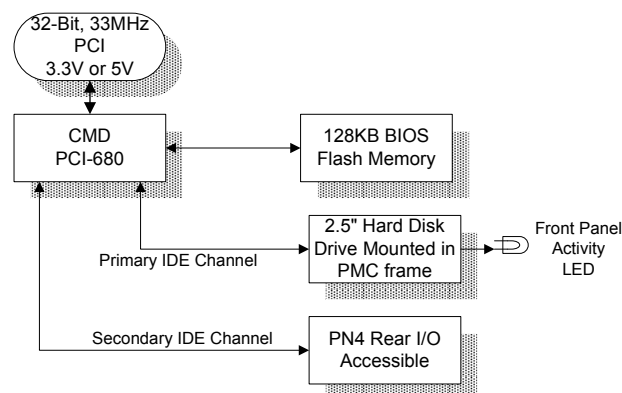 32-Bit, 33MHz
PCI
3.3V or 5V
CMD
PCI-680
128KB BIOS
Flash Memory
2.5" Hard Disk
Drive Mounted in
PMC frame
Front Panel
Activity
LED
Primary IDE Channel
Secondary IDE Channel
PN4 Rear I/O
Accessible